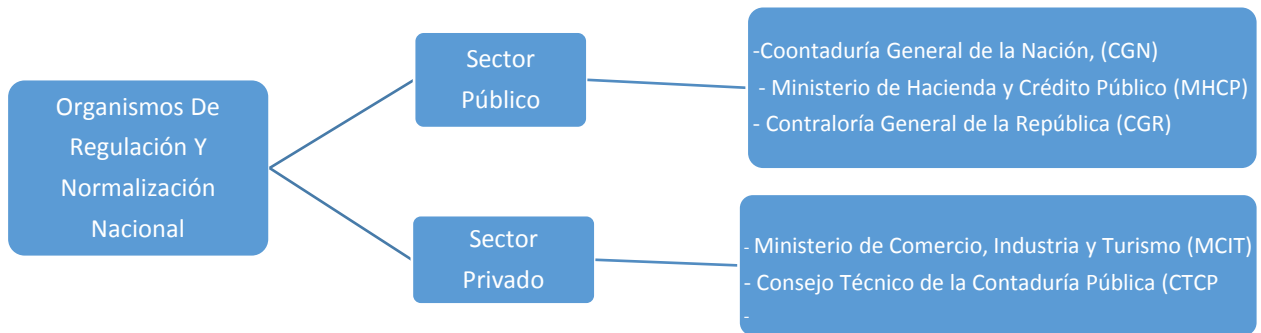 Organismos De
Regulación Y
Normalización
Nacional
Sector
Público
-Coontaduría General de la Nación, (CGN)
- Ministerio de Hacienda y Crédito Público (MHCP)
- Contraloría General de la República (CGR)
Sector
Privado
- Ministerio de Comercio, Industria y Turismo (MCIT)
- Consejo Técnico de la Contaduría Pública (CTCP
-